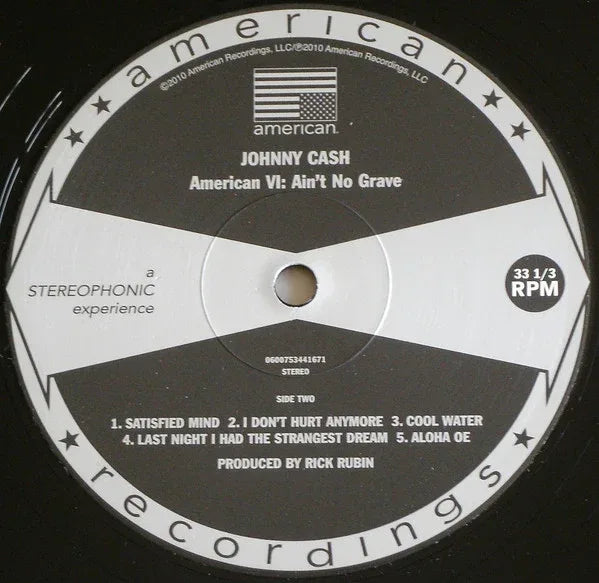 american
©2010 American Recordings, LLC/℗2010 American Recordings, LLC
american
JOHNNY CASH
American VI: Ain't No Grave
a
STEREOPHONIC
experience
33 1/3
RPM
0600753441671
STEREO
SIDE TWO
1. SATISFIED MIND 2. I DON'T HURT ANYMORE 3. COOL WATER
4. LAST NIGHT I HAD THE STRANGEST DREAM 5. ALOHA OE
PRODUCED BY RICK RUBIN
recordings